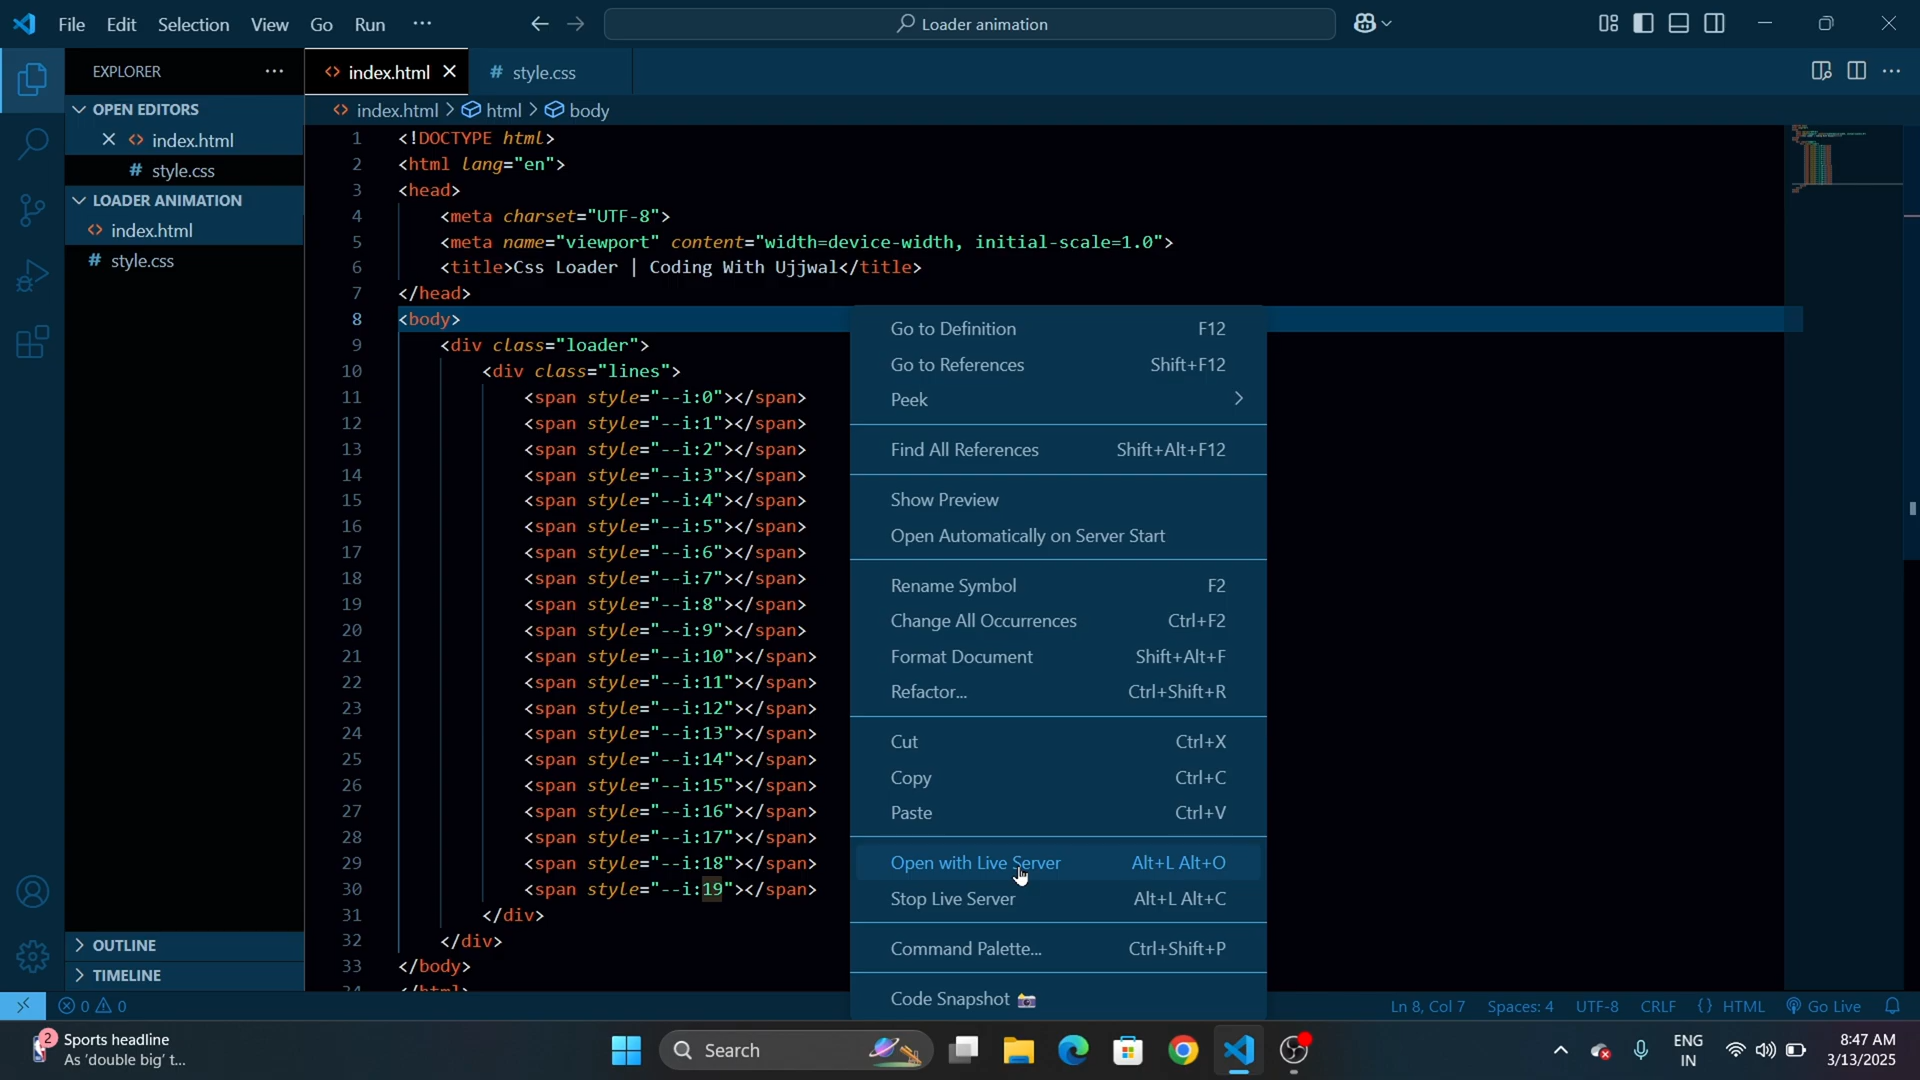 File Edit Selection View Go Run ···
Loader animation
EXPLORER
OPEN EDITORS
index.html
style.css
LOADER ANIMATION
index.html
style.css
OUTLINE
TIMELINE
index.html
# style.css
index.html > html > body
1 <!DOCTYPE html>
2 <html lang="en">
3 <head>
4 <meta charset="UTF-8">
5 <meta name="viewport" content="width=device-width, initial-scale=1.0">
6 <title>Css Loader | Coding With Ujjwal</title>
7 </head>
8 <body>
9 <div class="loader">
10 <div class="lines">
11 <span style="--i:0"></span>
12 <span style="--i:1"></span>
13 <span style="--i:2"></span>
14 <span style="--i:3"></span>
15 <span style="--i:4"></span>
16 <span style="--i:5"></span>
17 <span style="--i:6"></span>
18 <span style="--i:7"></span>
19 <span style="--i:8"></span>
20 <span style="--i:9"></span>
21 <span style="--i:10"></span>
22 <span style="--i:11"></span>
23 <span style="--i:12"></span>
24 <span style="--i:13"></span>
25 <span style="--i:14"></span>
26 <span style="--i:15"></span>
27 <span style="--i:16"></span>
28 <span style="--i:17"></span>
29 <span style="--i:18"></span>
30 <span style="--i:19"></span>
31 </div>
32 </div>
33 </body>
34 </html>
Go to Definition F12
Go to References Shift+F12
Peek
Find All References Shift+Alt+F12
Show Preview
Open Automatically on Server Start
Rename Symbol F2
Change All Occurrences Ctrl+F2
Format Document Shift+Alt+F
Refactor... Ctrl+Shift+R
Cut Ctrl+X
Copy Ctrl+C
Paste Ctrl+V
Open with Live Server Alt+L Alt+O
Stop Live Server Alt+L Alt+C
Command Palette... Ctrl+Shift+P
Code Snapshot 📸
0 0
Ln 8, Col 7 Spaces: 4 UTF-8 CRLF {} HTML Go Live
2
Sports headline
As 'double big' t...
Search
ENG
IN
8:47 AM
3/13/2025